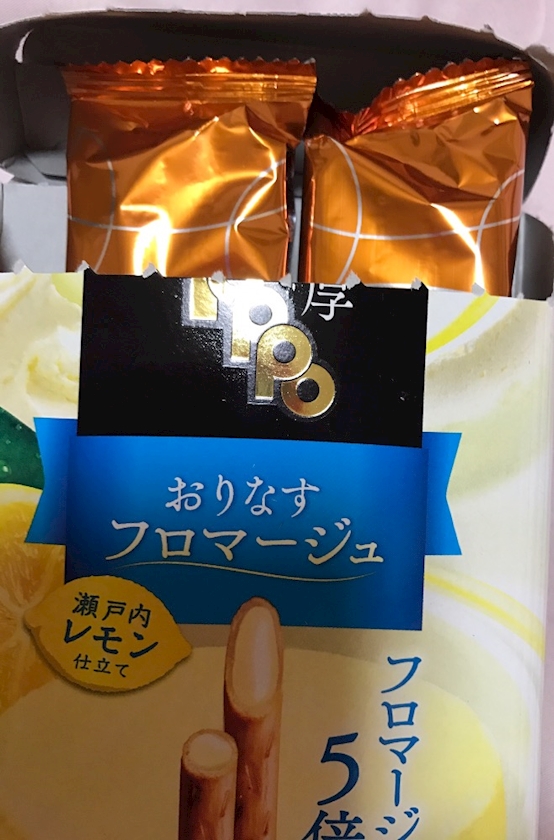 厚
おりなす
フロマージュ
瀬戸内
レモン
仕立て
フロマージ
5倍